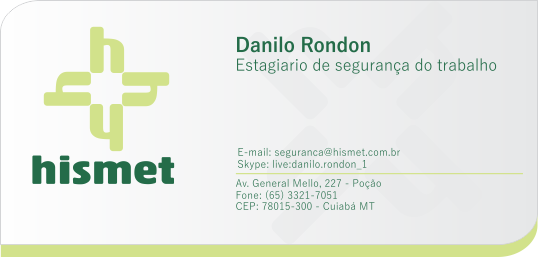 hismet
Danilo Rondon
Estagiario de segurança do trabalho
E-mail: seguranca@hismet.com.br
Skype: live:danilo.rondon_1
Av. General Mello, 227 - Poção
Fone: (65) 3321-7051
CEP: 78015-300 - Cuiabá MT